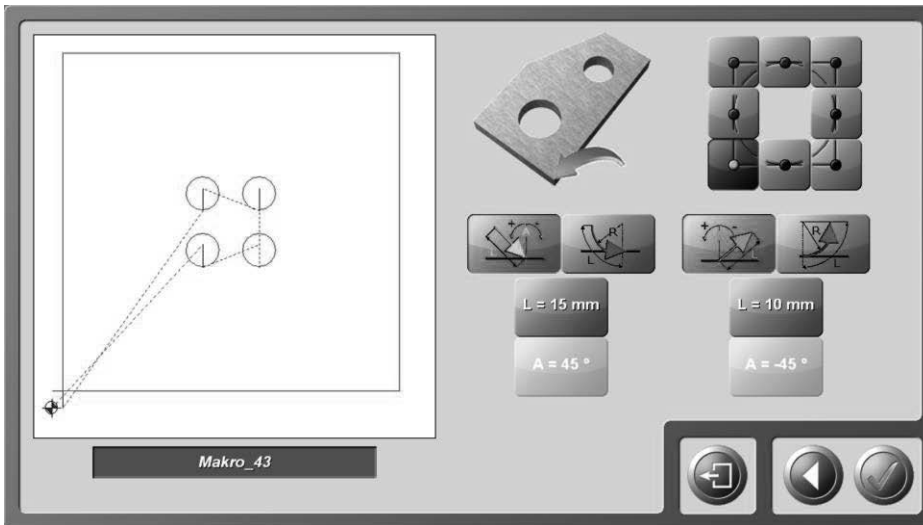 +
R
L
+ -
L
R
L
L = 15 mm
L = 10 mm
A = 45 °
A = -45 °
Makro_43